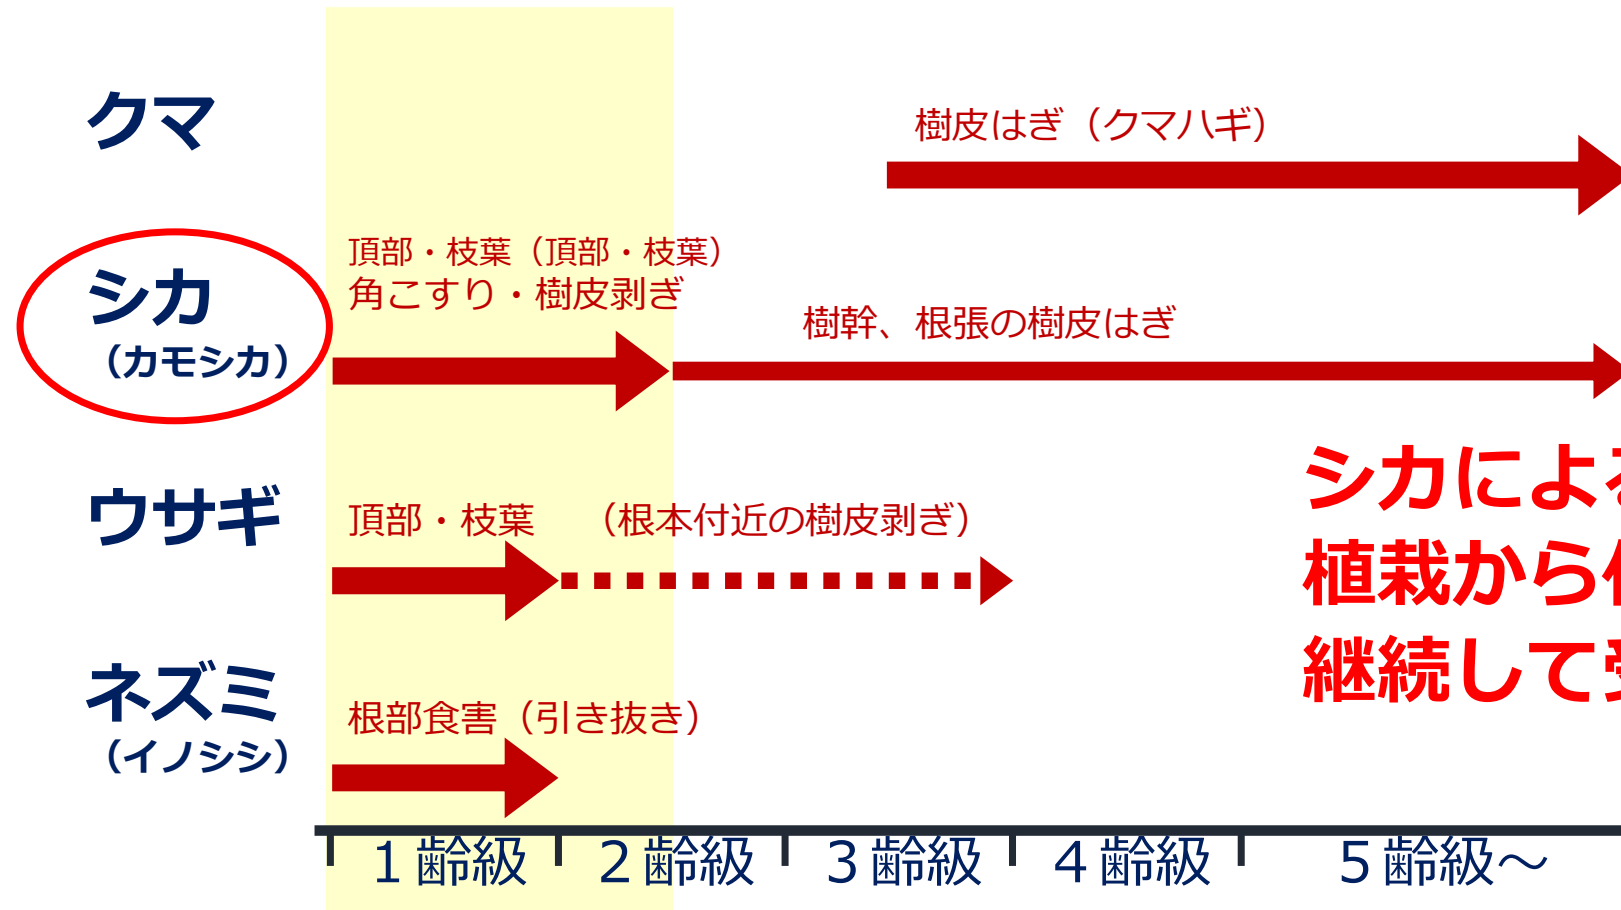 クマ
樹皮はぎ（クマハギ）
シカ
（カモシカ）
頂部・枝葉（頂部・枝葉）
角こすり・樹皮剥ぎ
樹幹、根張の樹皮はぎ
シカによ
植栽から
継続して
ウサギ
頂部・枝葉　（根本付近の樹皮剥ぎ）
ネズミ
（イノシシ）
根部食害（引き抜き）
１齢級　２齢級　３齢級　４齢級　５齢級～